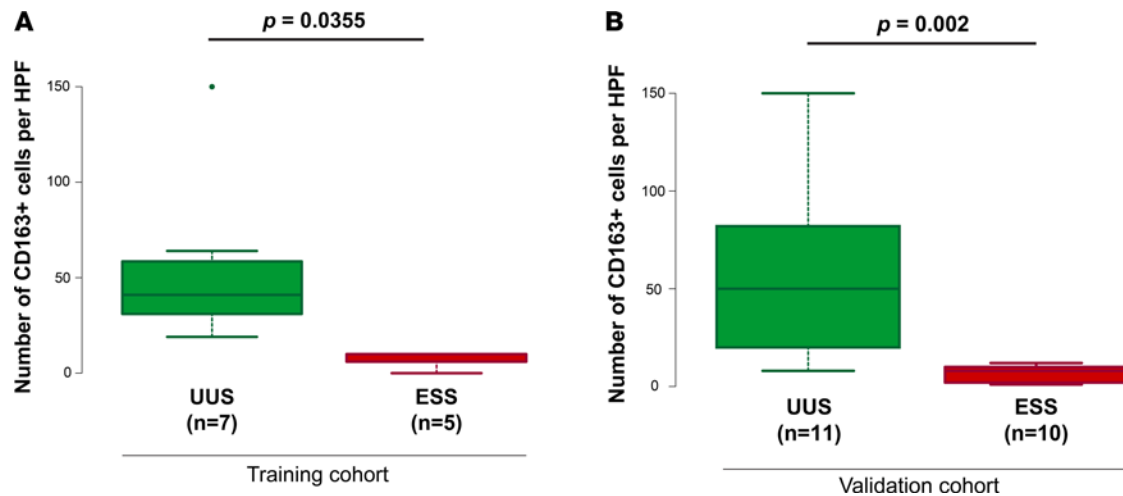 A
p = 0.0355
Number of CD163+ cells per HPF
150
100
50
0
UUS
(n=7)
ESS
(n=5)
Training cohort
B
p = 0.002
Number of CD163+ cells per HPF
150
100
50
0
UUS
(n=11)
ESS
(n=10)
Validation cohort